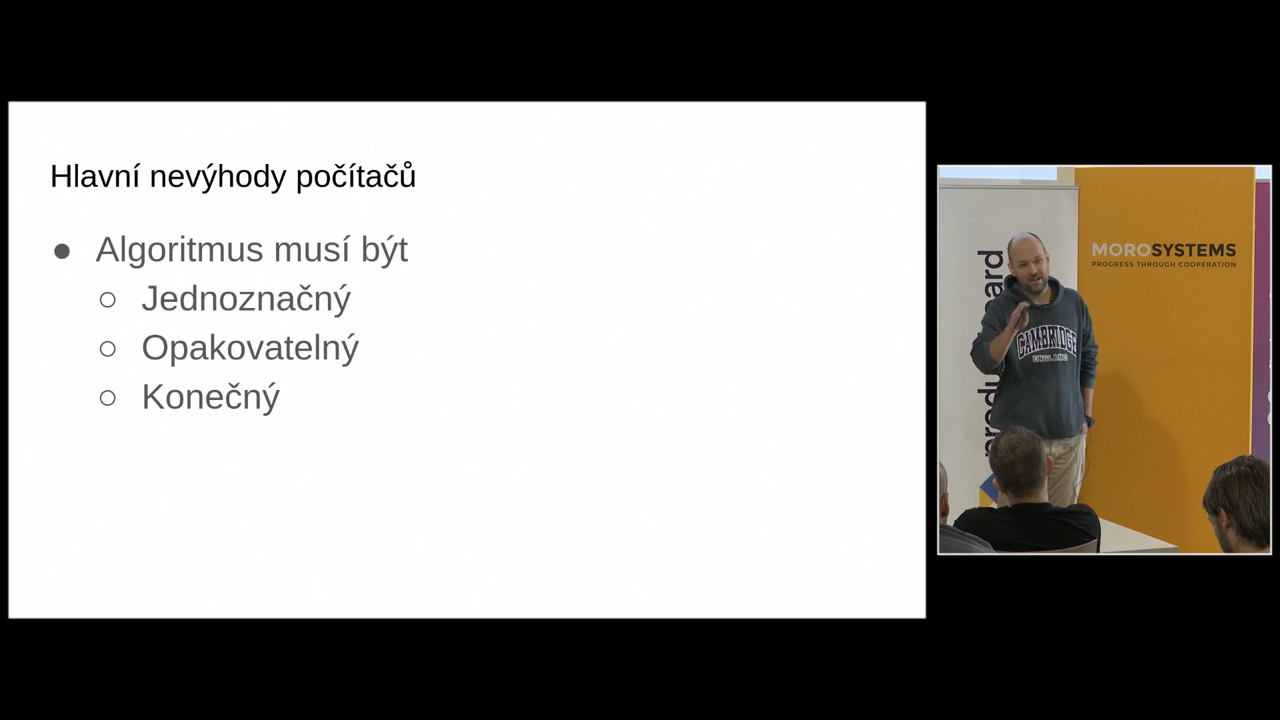 Hlavní nevýhody počítačů
● Algoritmus musí být
○ Jednoznačný
○ Opakovatelný
○ Konečný
MOROSYSTEMS
PROGRESS THROUGH COOPERATION
CAMBRIDGE
ENGLAND